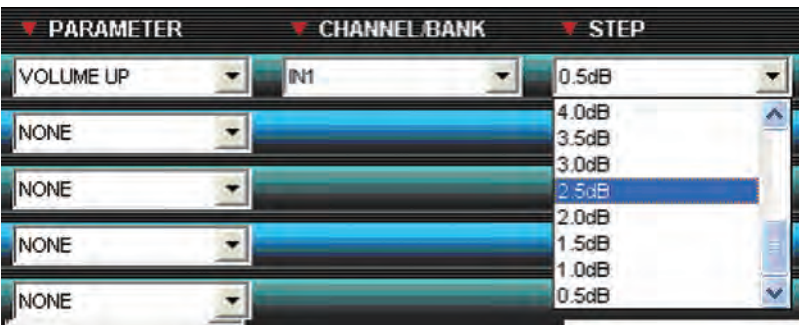 ▼ PARAMETER ▼ CHANNEL/BANK ▼ STEP
VOLUME UP IN1 0.5dB
4.0dB
NONE
3.5dB
3.0dB
NONE
2.5dB
2.0dB
NONE
1.5dB
1.0dB
NONE
0.5dB